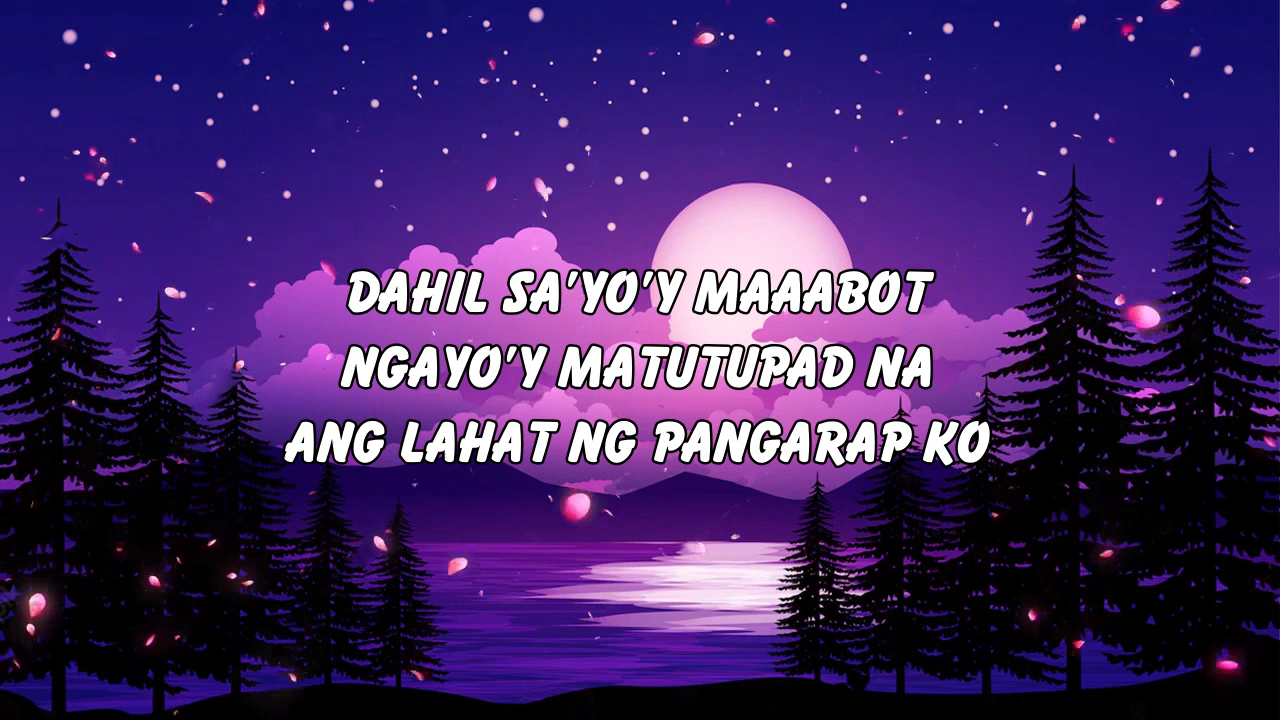 DAHIL SA'YO'Y MAAABOT
NGAYO'Y MATUTUPAD NA
ANG LAHAT NG PANGARAP KO